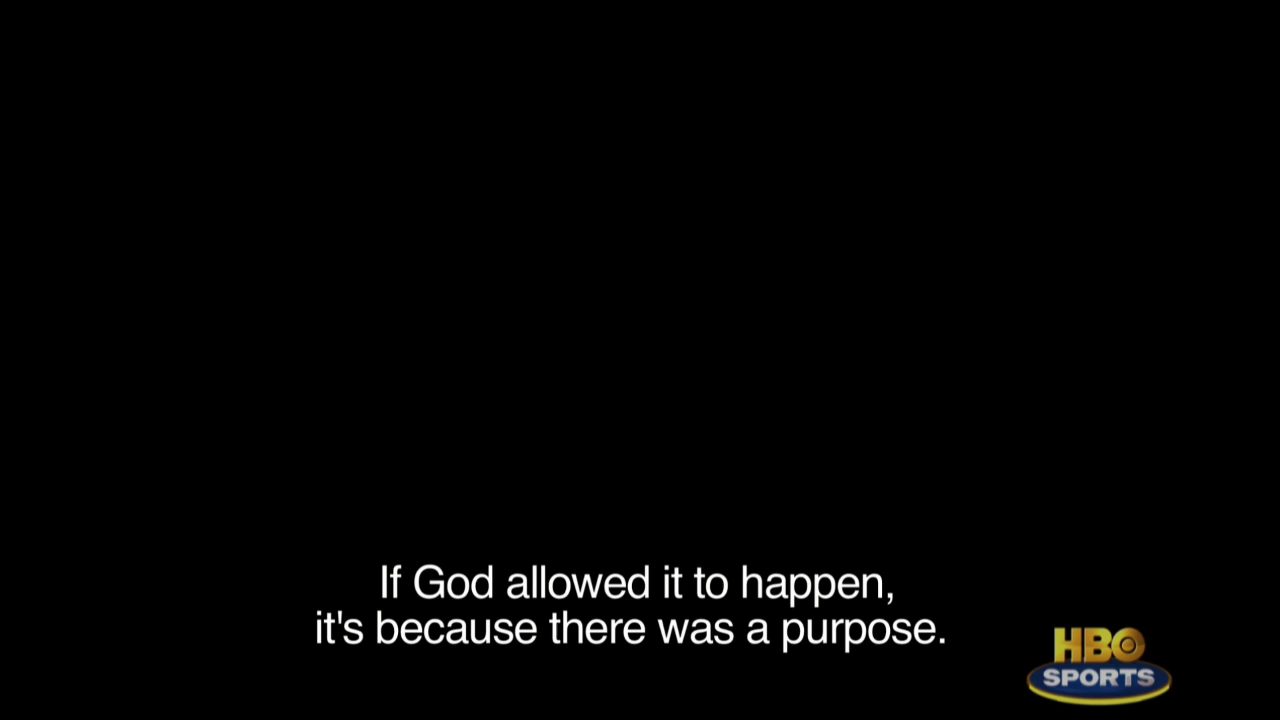 If God allowed it to happen,
it's because there was a purpose.
HBO
SPORTS